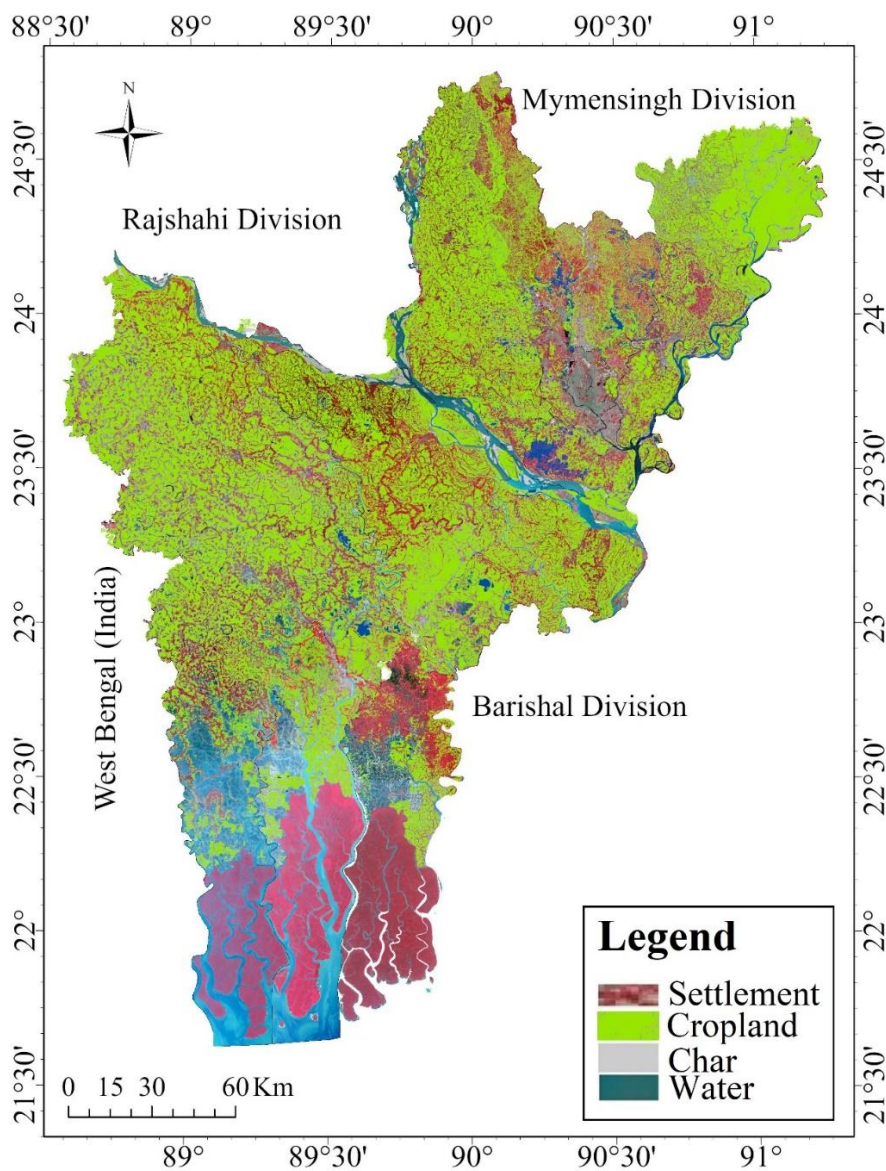 88°30' 89° 89°30' 90° 90°30' 91°
N
Mymensingh Division
24°30' 24°30'
Rajshahi Division
24° 24°
23°30' 23°30'
23° 23°
West Bengal (India)
Barishal Division
22°30' 22°30'
22° 22°
Legend
Settlement
Cropland
Char
Water
21°30' 21°30'
0 15 30 60 Km
89° 89°30' 90° 90°30' 91°